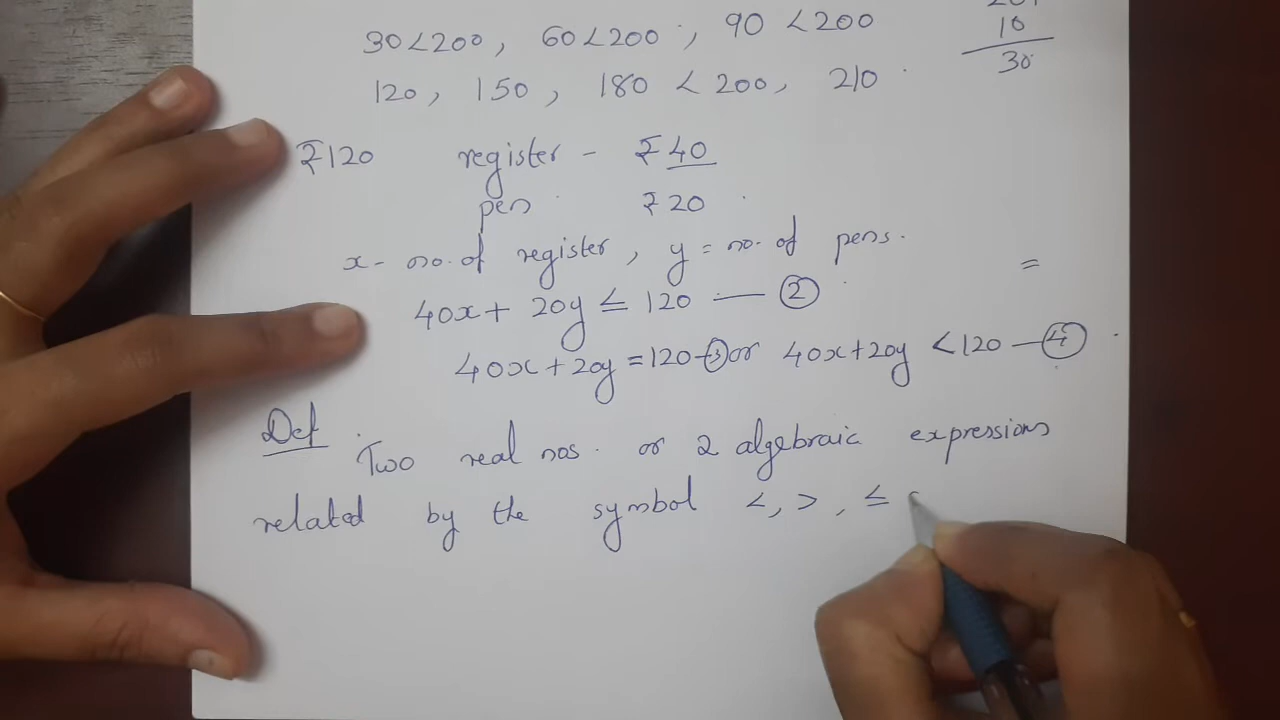 30<200, 60<200, 90 <200
10
30
120, 150, 180 < 200, 210
₹120 register - ₹40
pen ₹20
x- no. of register, y = no. of pens.
=
40x + 20y ≤ 120 — ②
40x+20y = 120-③ or 40x+20y <120 —④
Def Two real nos. or 2 algebraic expressions
related by the symbol <, >, ≤